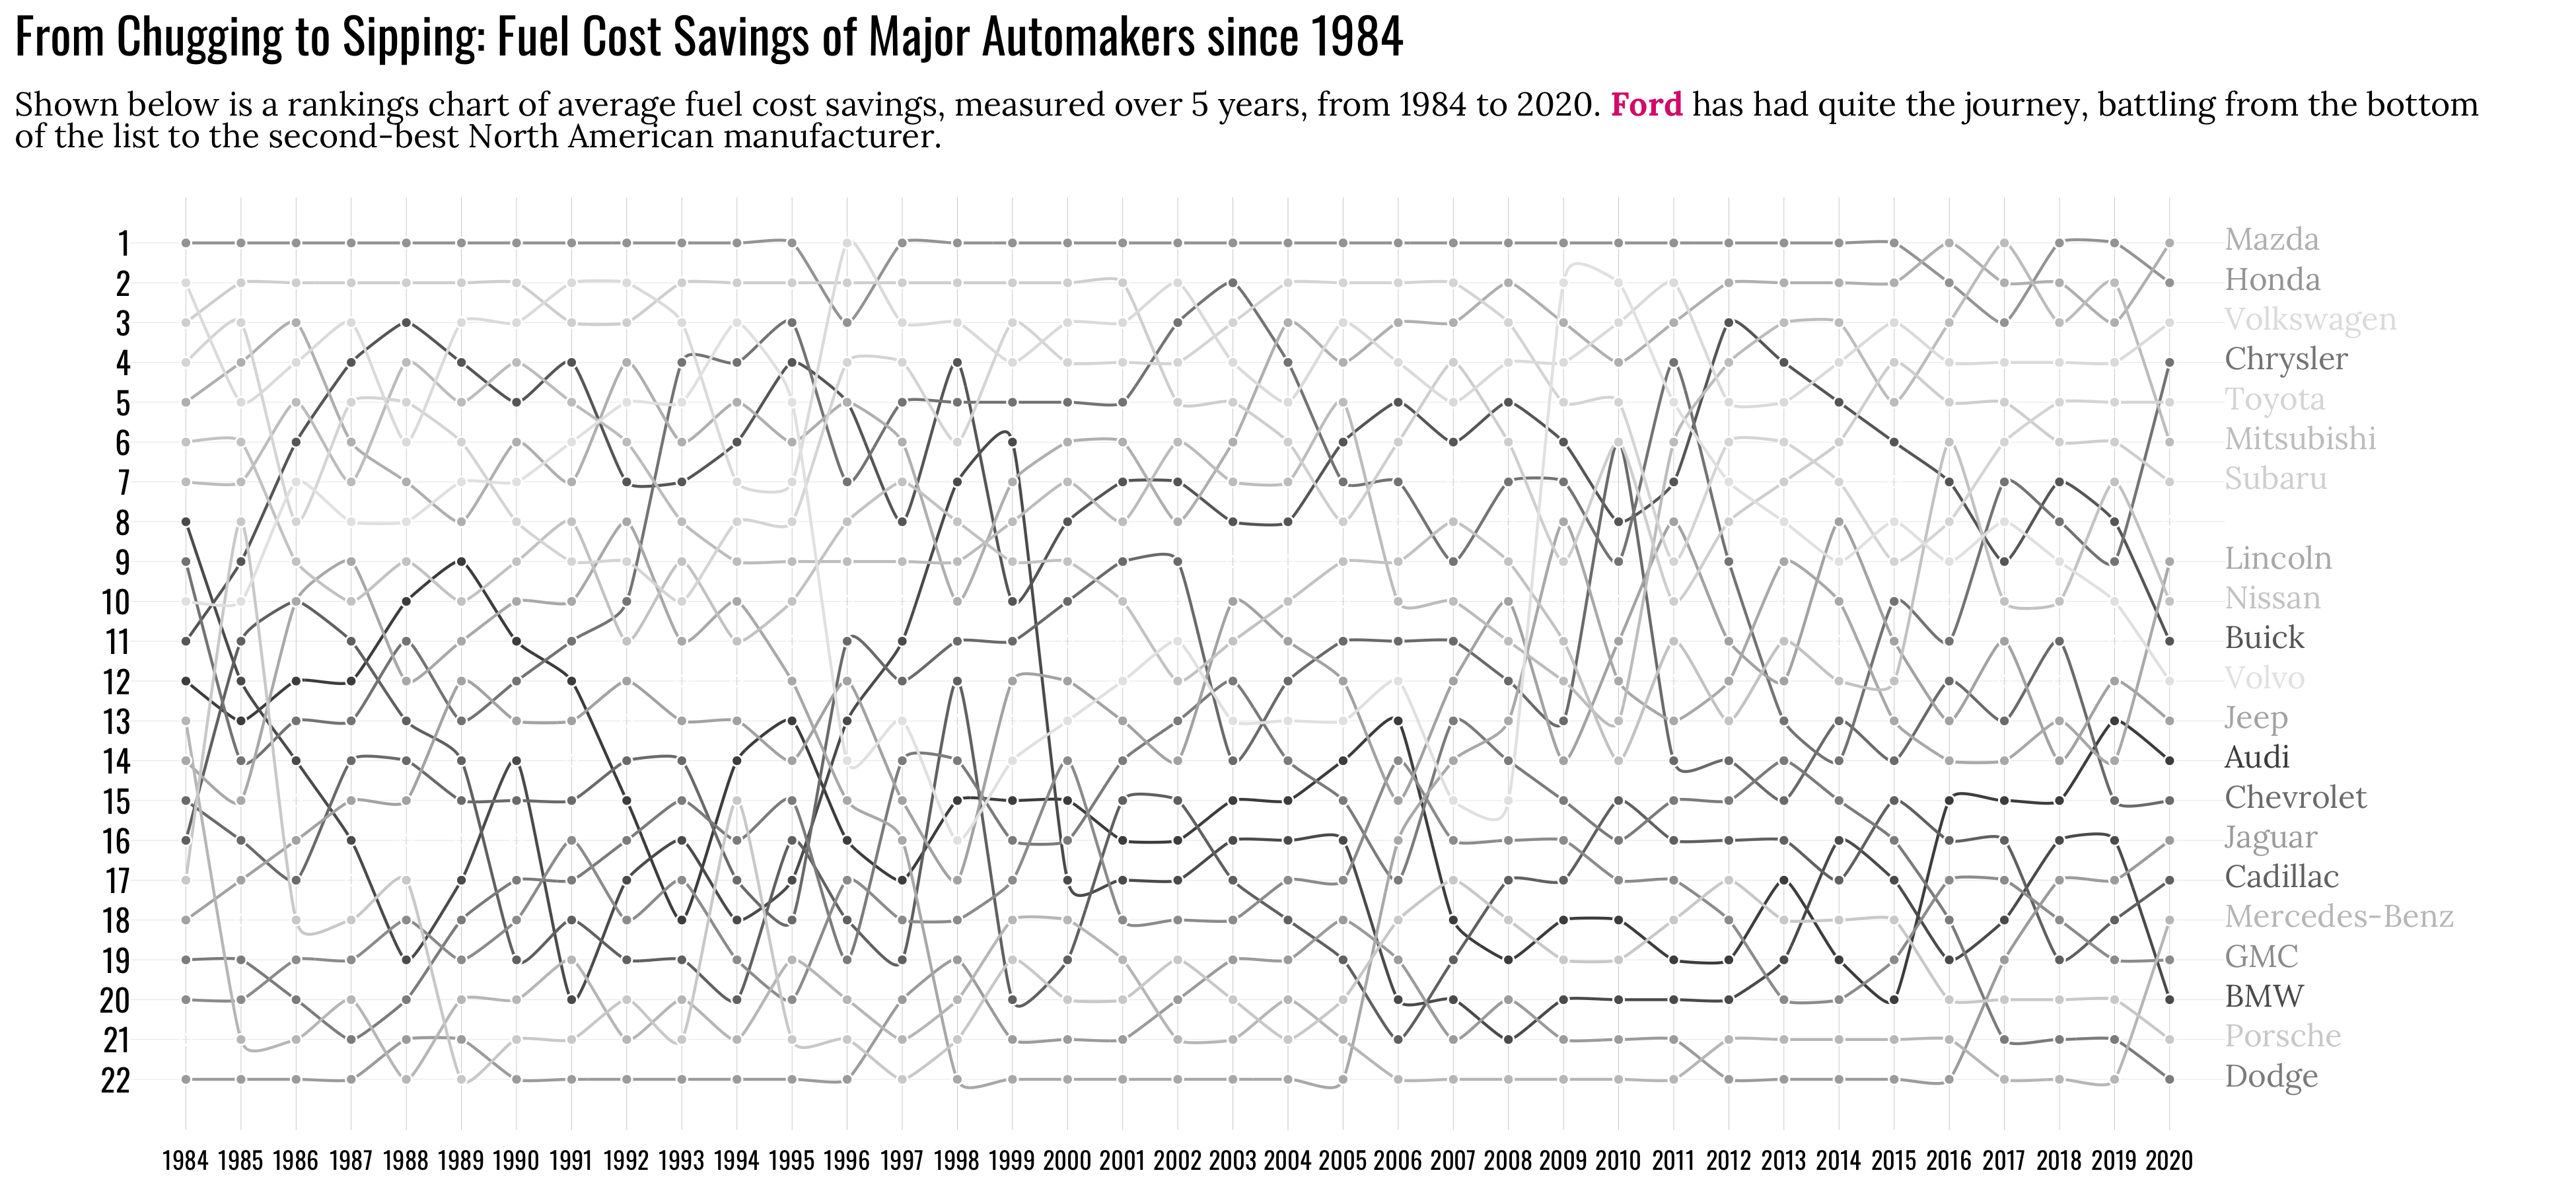 From Chugging to Sipping: Fuel Cost Savings of Major Automakers since 1984
Shown below is a rankings chart of average fuel cost savings, measured over 5 years, from 1984 to 2020. Ford has had quite the journey, battling from the bottom
of the list to the second-best North American manufacturer.
1
2
3
4
5
6
7
8
9
10
11
12
13
14
15
16
17
18
19
20
21
22
Mazda
Honda
Volkswagen
Chrysler
Toyota
Mitsubishi
Subaru
Lincoln
Nissan
Buick
Volvo
Jeep
Audi
Chevrolet
Jaguar
Cadillac
Mercedes-Benz
GMC
BMW
Porsche
Dodge
1984 1985 1986 1987 1988 1989 1990 1991 1992 1993 1994 1995 1996 1997 1998 1999 2000 2001 2002 2003 2004 2005 2006 2007 2008 2009 2010 2011 2012 2013 2014 2015 2016 2017 2018 2019 2020